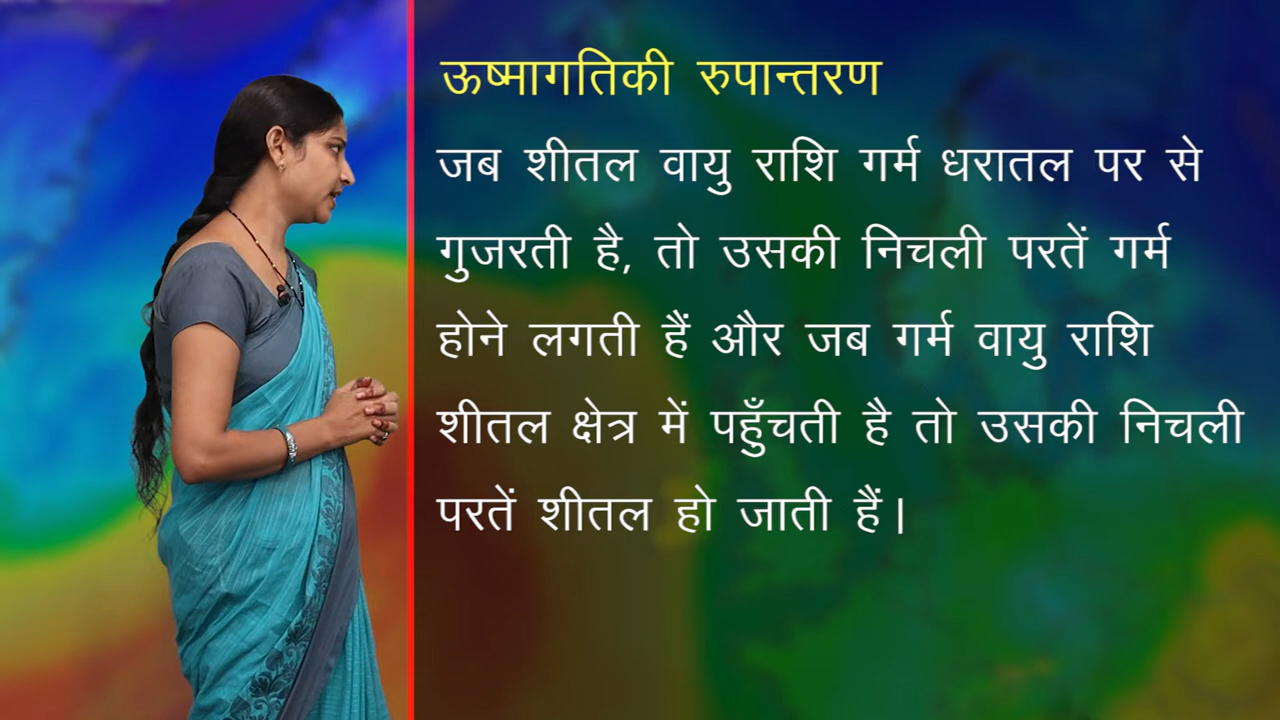 ऊष्मागतिकी रुपान्तरण
जब शीतल वायु राशि गर्म धरातल पर से
गुजरती है, तो उसकी निचली परतें गर्म
होने लगती हैं और जब गर्म वायु राशि
शीतल क्षेत्र में पहुँचती है तो उसकी निचली
परतें शीतल हो जाती हैं।